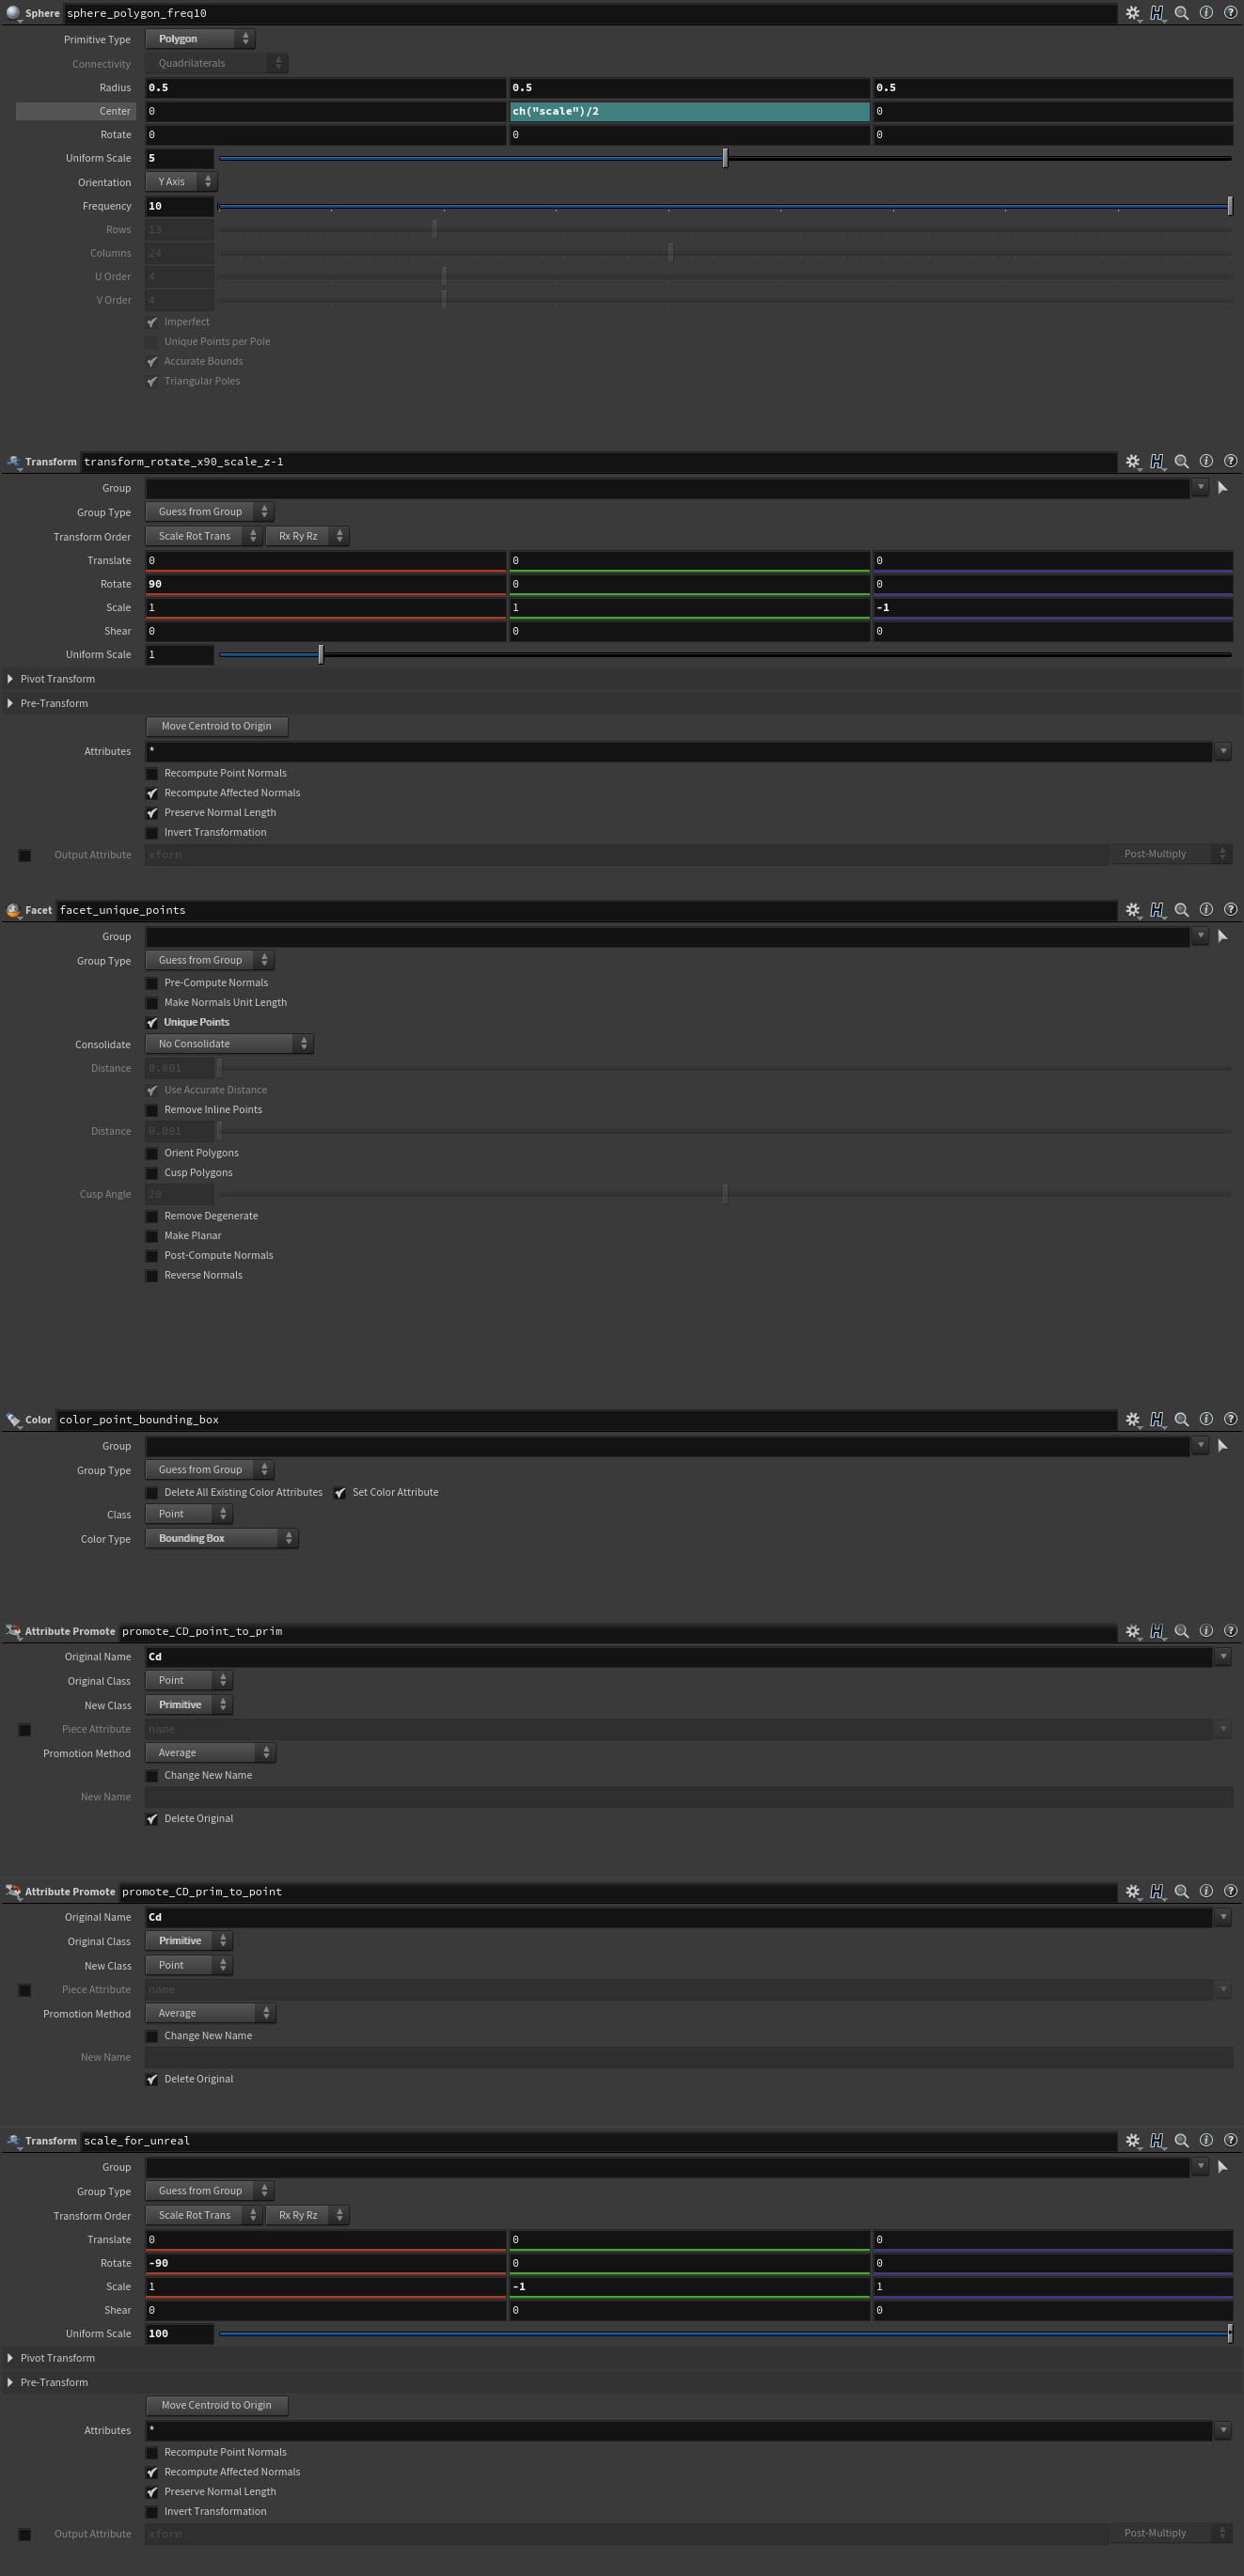 Sphere sphere_polygon_freq10
Primitive Type Polygon
Connectivity Quadrilaterals
Radius 0.5 0.5 0.5
Center 0 ch("scale")/2 0
Rotate 0 0 0
Uniform Scale 5
Orientation Y Axis
Frequency 10
Rows 13
Columns 24
U Order 4
V Order 4
Imperfect
Unique Points per Pole
Accurate Bounds
Triangular Poles
Transform transform_rotate_x90_scale_z-1
Group
Group Type Guess from Group
Transform Order Scale Rot Trans Rx Ry Rz
Translate 0 0 0
Rotate 90 0 0
Scale 1 1 -1
Shear 0 0 0
Uniform Scale 1
Pivot Transform
Pre-Transform
Move Centroid to Origin
Attributes *
Recompute Point Normals
Recompute Affected Normals
Preserve Normal Length
Invert Transformation
Output Attribute xform Post-Multiply
Facet facet_unique_points
Group
Group Type Guess from Group
Pre-Compute Normals
Make Normals Unit Length
Unique Points
Consolidate No Consolidate
Distance 0.001
Use Accurate Distance
Remove Inline Points
Distance 0.001
Orient Polygons
Cusp Polygons
Cusp Angle 20
Remove Degenerate
Make Planar
Post-Compute Normals
Reverse Normals
Color color_point_bounding_box
Group
Group Type Guess from Group
Delete All Existing Color Attributes Set Color Attribute
Class Point
Color Type Bounding Box
Attribute Promote promote_CD_point_to_prim
Original Name Cd
Original Class Point
New Class Primitive
Piece Attribute name
Promotion Method Average
Change New Name
New Name
Delete Original
Attribute Promote promote_CD_prim_to_point
Original Name Cd
Original Class Primitive
New Class Point
Piece Attribute name
Promotion Method Average
Change New Name
New Name
Delete Original
Transform scale_for_unreal
Group
Group Type Guess from Group
Transform Order Scale Rot Trans Rx Ry Rz
Translate 0 0 0
Rotate -90 0 0
Scale 1 -1 1
Shear 0 0 0
Uniform Scale 100
Pivot Transform
Pre-Transform
Move Centroid to Origin
Attributes *
Recompute Point Normals
Recompute Affected Normals
Preserve Normal Length
Invert Transformation
Output Attribute xform Post-Multiply